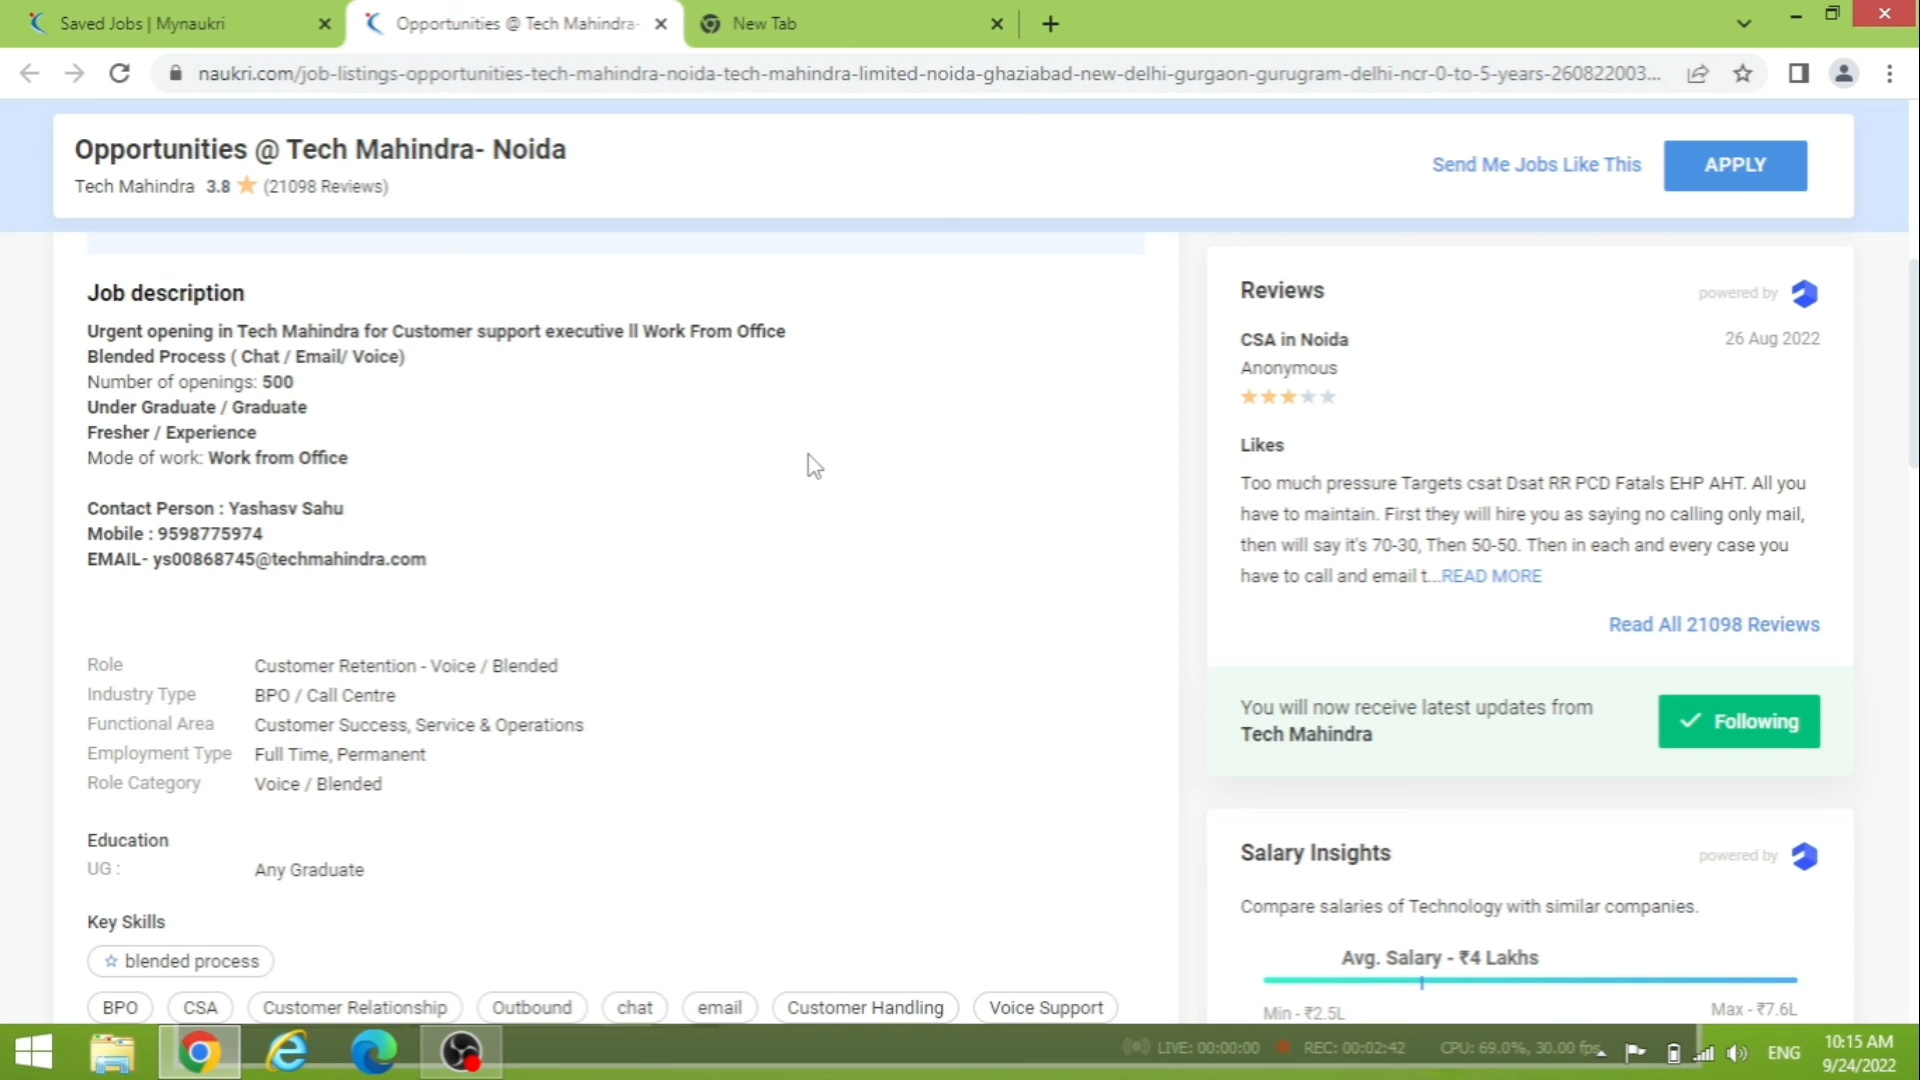 Saved Jobs | Mynaukri
Opportunities @ Tech Mahindra-
New Tab
naukri.com/job-listings-opportunities-tech-mahindra-noida-tech-mahindra-limited-noida-ghaziabad-new-delhi-gurgaon-gurugram-delhi-ncr-0-to-5-years-260822003...
Opportunities @ Tech Mahindra- Noida
Tech Mahindra 3.8 (21098 Reviews)
Send Me Jobs Like This
APPLY
Job description
Urgent opening in Tech Mahindra for Customer support executive ll Work From Office
Blended Process ( Chat / Email/ Voice)
Number of openings: 500
Under Graduate / Graduate
Fresher / Experience
Mode of work: Work from Office
Contact Person : Yashasv Sahu
Mobile : 9598775974
EMAIL- ys00868745@techmahindra.com
Role Customer Retention - Voice / Blended
Industry Type BPO / Call Centre
Functional Area Customer Success, Service & Operations
Employment Type Full Time, Permanent
Role Category Voice / Blended
Education
UG : Any Graduate
Key Skills
blended process
BPO CSA Customer Relationship Outbound chat email Customer Handling Voice Support
Reviews
powered by
CSA in Noida
26 Aug 2022
Anonymous
Likes
Too much pressure Targets csat Dsat RR PCD Fatals EHP AHT. All you
have to maintain. First they will hire you as saying no calling only mail,
then will say it's 70-30, Then 50-50. Then in each and every case you
have to call and email t...READ MORE
Read All 21098 Reviews
You will now receive latest updates from
Tech Mahindra
Following
Salary Insights
powered by
Compare salaries of Technology with similar companies.
Avg. Salary - ₹4 Lakhs
Min - ₹2.5L
Max - ₹7.6L
LIVE: 00:00:00 REC: 00:02:42 CPU: 69.0%, 30.00 fps
ENG
10:15 AM
9/24/2022